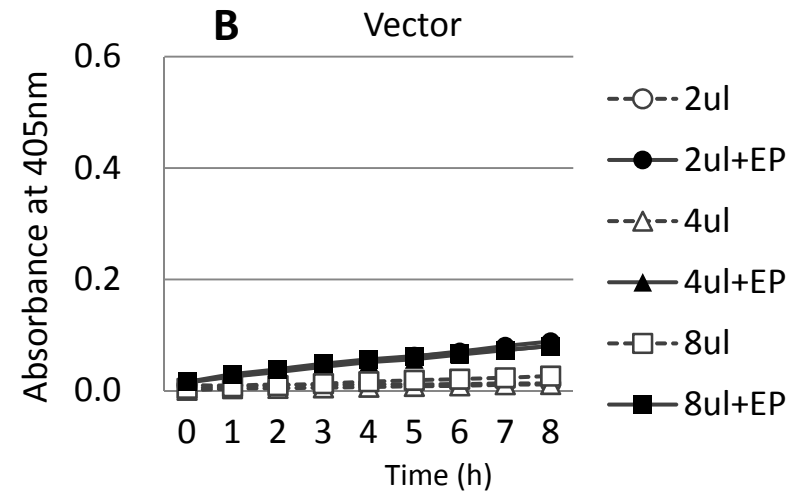 B Vector
0.6
0.4
0.2
0.0
Absorbance at 405nm
0 1 2 3 4 5 6 7 8
Time (h)
2ul
2ul+EP
4ul
4ul+EP
8ul
8ul+EP